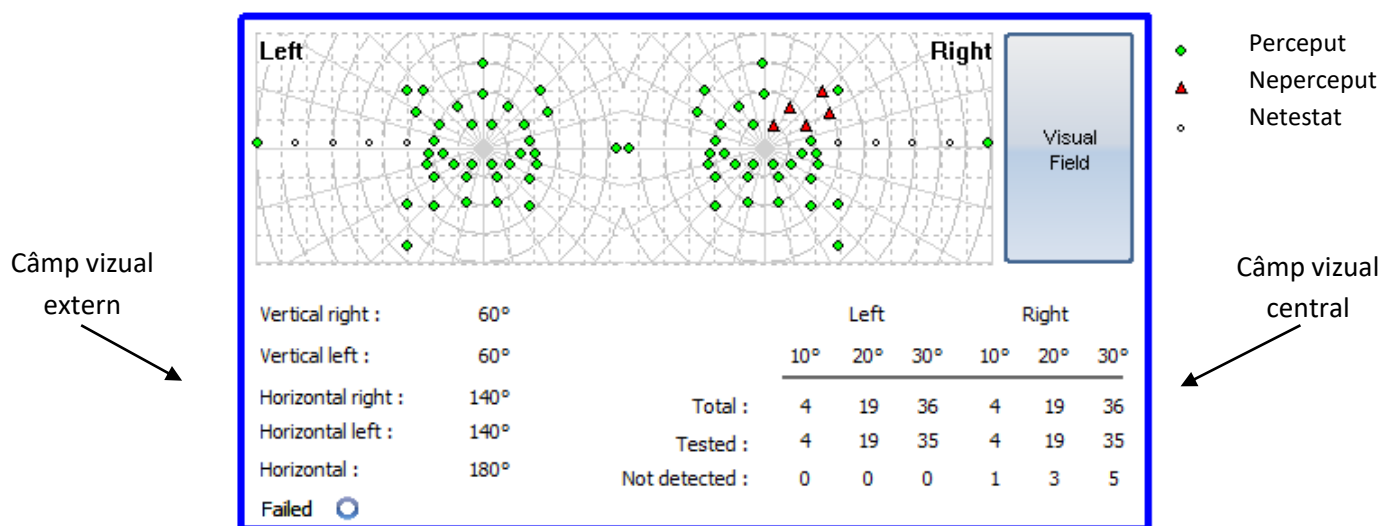 Left
Right
Visual
Field
Perceput
Neperceput
Netestat
Câmp vizual
extern
Câmp vizual
central
Vertical right : 60°
Vertical left : 60°
Horizontal right : 140°
Horizontal left : 140°
Horizontal : 180°
Failed
Left Right
10° 20° 30° 10° 20° 30°
Total : 4 19 36 4 19 36
Tested : 4 19 35 4 19 35
Not detected : 0 0 0 1 3 5